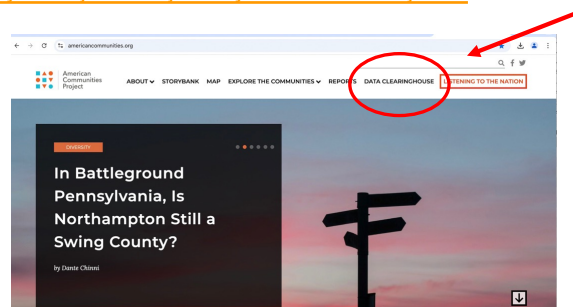 americancommunities.org
American
Communities
Project
ABOUT STORYBANK MAP EXPLORE THE COMMUNITIES REPORTS DATA CLEARINGHOUSE LISTENING TO THE NATION
DIVERSITY
In Battleground
Pennsylvania, Is
Northampton Still a
Swing County?
by Dante Chinni